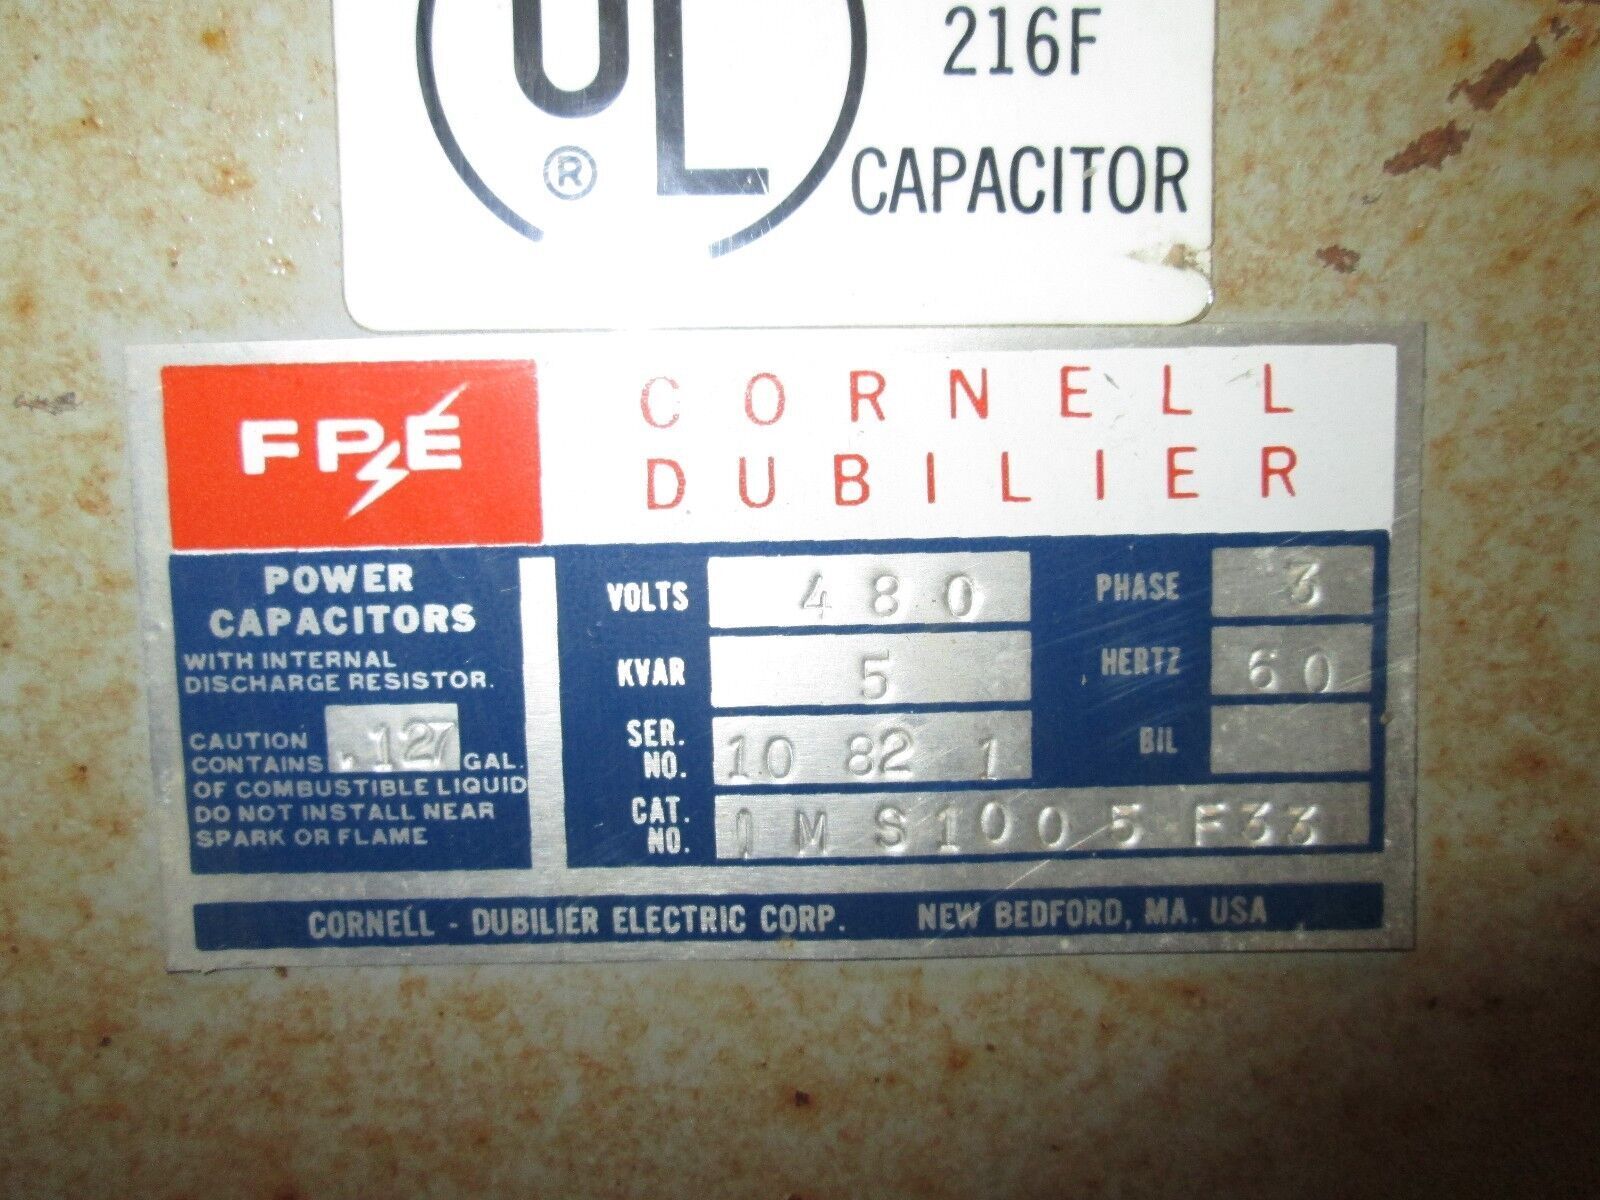 UL
®
216F
CAPACITOR
FPE
CORNELL
DUBILIER
POWER
CAPACITORS
WITH INTERNAL
DISCHARGE RESISTOR.
CAUTION
CONTAINS .127 GAL.
OF COMBUSTIBLE LIQUID
DO NOT INSTALL NEAR
SPARK OR FLAME
VOLTS 480 PHASE 3
KVAR 5 HERTZ 60
SER. NO. 10 82 1 BIL
CAT. NO. IMS1005F33
CORNELL - DUBILIER ELECTRIC CORP. NEW BEDFORD, MA. USA